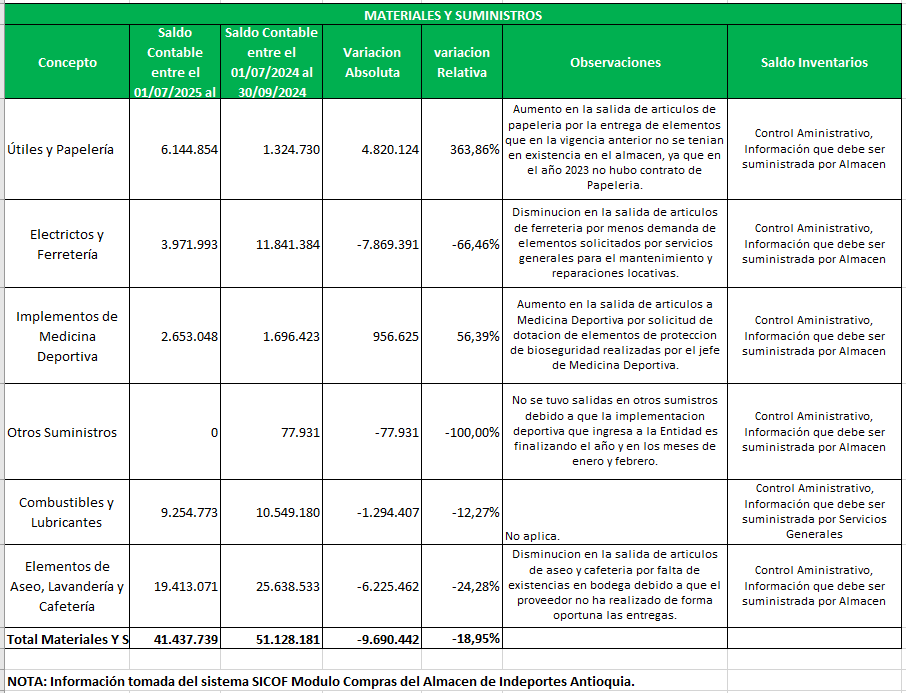 MATERIALES Y SUMINISTROS
Concepto
Saldo
Contable
entre el
01/07/2025 al
Saldo Contable
entre el
01/07/2024 al
30/09/2024
Variacion
Absoluta
variacion
Relativa
Observaciones
Saldo Inventarios
Útiles y Papelería
6.144.854
1.324.730
4.820.124
363,86%
Aumento en la salida de articulos de
papeleria por la entrega de elementos
que en la vigencia anterior no se tenian
en existencia en el almacen, ya que en
el año 2023 no hubo contrato de
Papeleria.
Control Aministrativo,
Información que debe ser
suministrada por Almacen
Electrictos y
Ferretería
3.971.993
11.841.384
-7.869.391
-66,46%
Disminucion en la salida de articulos
de ferreteria por menos demanda de
elementos solicitados por servicios
generales para el mantenimiento y
reparaciones locativas.
Control Aministrativo,
Información que debe ser
suministrada por Almacen
Implementos de
Medicina
Deportiva
2.653.048
1.696.423
956.625
56,39%
Aumento en la salida de articulos a
Medicina Deportiva por solicitud de
dotacion de elementos de proteccion
de bioseguridad realizadas por el jefe
de Medicina Deportiva.
Control Aministrativo,
Información que debe ser
suministrada por Almacen
Otros Suministros
0
77.931
-77.931
-100,00%
No se tuvo salidas en otros sumistros
debido a que la implementacion
deportiva que ingresa a la Entidad es
finalizando el año y en los meses de
enero y febrero.
Control Aministrativo,
Información que debe ser
suministrada por Almacen
Combustibles y
Lubricantes
9.254.773
10.549.180
-1.294.407
-12,27%
No aplica.
Control Aministrativo,
Información que debe ser
suministrada por Servicios
Generales
Elementos de
Aseo, Lavandería y
Cafetería
19.413.071
25.638.533
-6.225.462
-24,28%
Disminucion en la salida de articulos
de aseo y cafeteria por falta de
existencias en bodega debido a que el
proveedor no ha realizado de forma
oportuna las entregas.
Control Aministrativo,
Información que debe ser
suministrada por Almacen
Total Materiales Y S
41.437.739
51.128.181
-9.690.442
-18,95%
NOTA: Información tomada del sistema SICOF Modulo Compras del Almacen de Indeportes Antioquia.